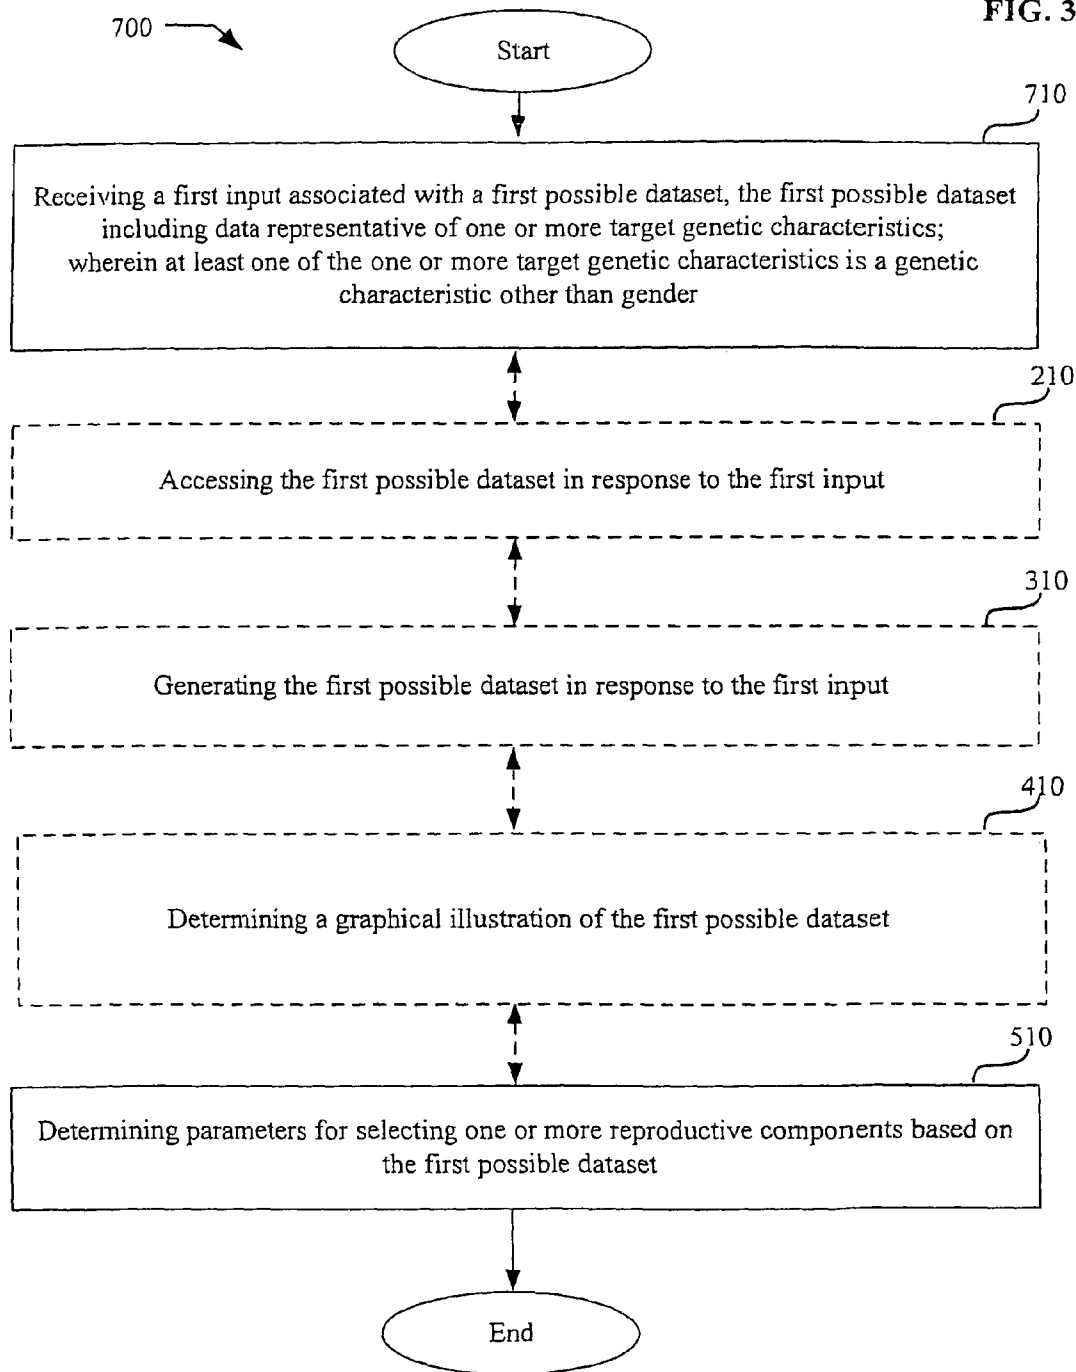 FIG. 3
700
Start
710
Receiving a first input associated with a first possible dataset, the first possible dataset
including data representative of one or more target genetic characteristics;
wherein at least one of the one or more target genetic characteristics is a genetic
characteristic other than gender
210
Accessing the first possible dataset in response to the first input
310
Generating the first possible dataset in response to the first input
410
Determining a graphical illustration of the first possible dataset
510
Determining parameters for selecting one or more reproductive components based on
the first possible dataset
End